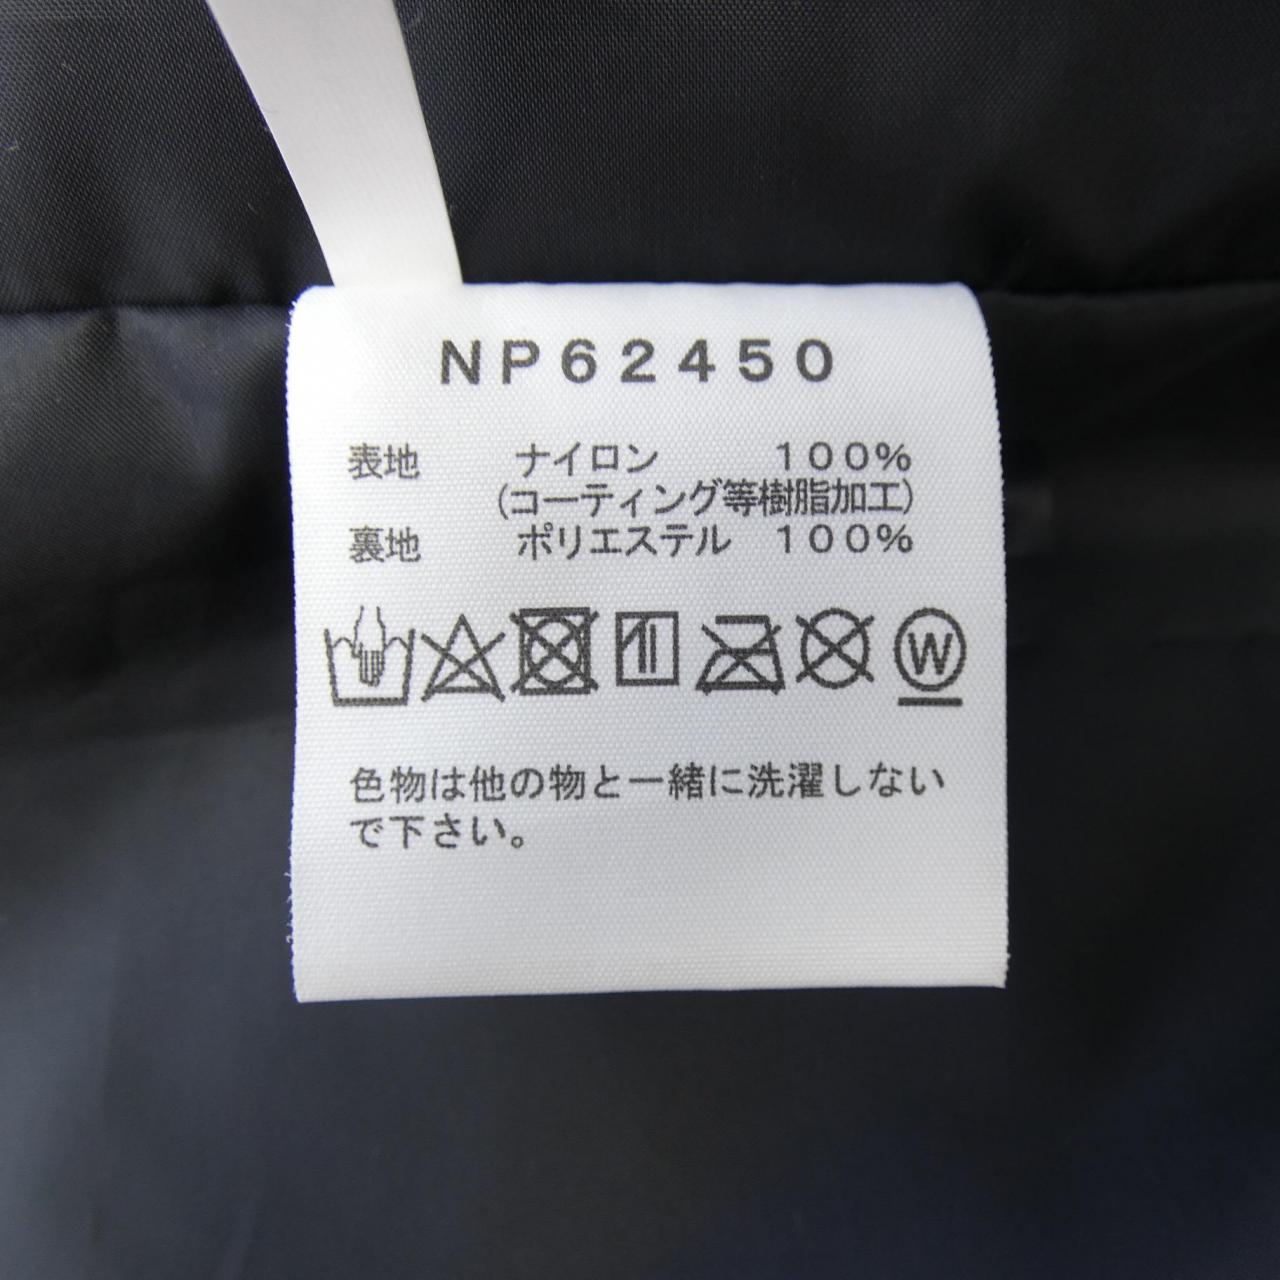 NP62450
表地 ナイロン 100%
(コーティング等樹脂加工)
裏地 ポリエステル 100%
W
色物は他の物と一緒に洗濯しない
で下さい。